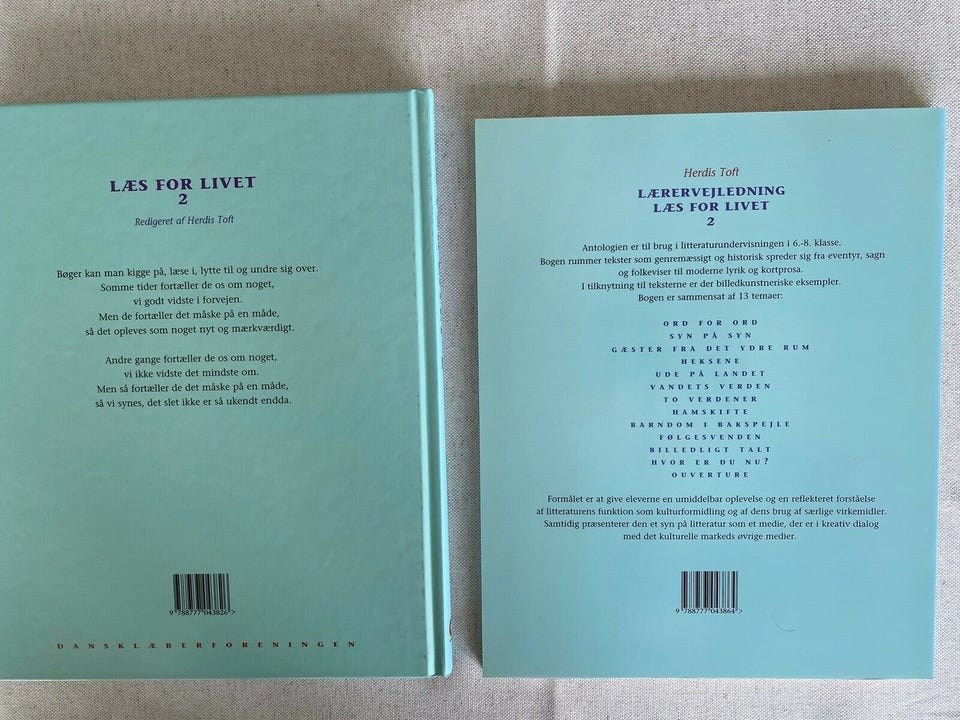 LÆS FOR LIVET
2
Redigeret af Herdis Toft
Bøger kan man kigge på, læse i, lytte til og undre sig over.
Somme tider fortæller de os om noget,
vi godt vidste i forvejen.
Men de fortæller det måske på en måde,
så det opleves som noget nyt og mærkværdigt.
Andre gange fortæller de os om noget,
vi ikke vidste det mindste om.
Men så fortæller de det måske på en måde,
så vi synes, det slet ikke er så ukendt endda.
9 788777 043826 >
DANSKLÆRERFORENINGEN
Herdis Toft
LÆRERVEJLEDNING
LÆS FOR LIVET
2
Antologien er til brug i litteraturundervisningen i 6.-8. klasse.
Bogen rummer tekster som genremæssigt og historisk spreder sig fra eventyr, sagn
og folkeviser til moderne lyrik og kortprosa.
I tilknytning til teksterne er der billedkunstneriske eksempler.
Bogen er sammensat af 13 temaer:
ORD FOR ORD
SYN PÅ SYN
GÆSTER FRA DET YDRE RUM
HEKSENE
UDE PÅ LANDET
VANDETS VERDEN
TO VERDENER
HAMSKIFTE
BARNDOM I BAKSPEJLE
FØLGESVENDEN
BILLEDLIGT TALT
HVOR ER DU NU?
OUVERTURE
Formålet er at give eleverne en umiddelbar oplevelse og en reflekteret forståelse
af litteraturens funktion som kulturformidling og af dens brug af særlige virkemidler.
Samtidig præsenterer den et syn på litteratur som et medie, der er i kreativ dialog
med det kulturelle markeds øvrige medier.
9 788777 043864 >